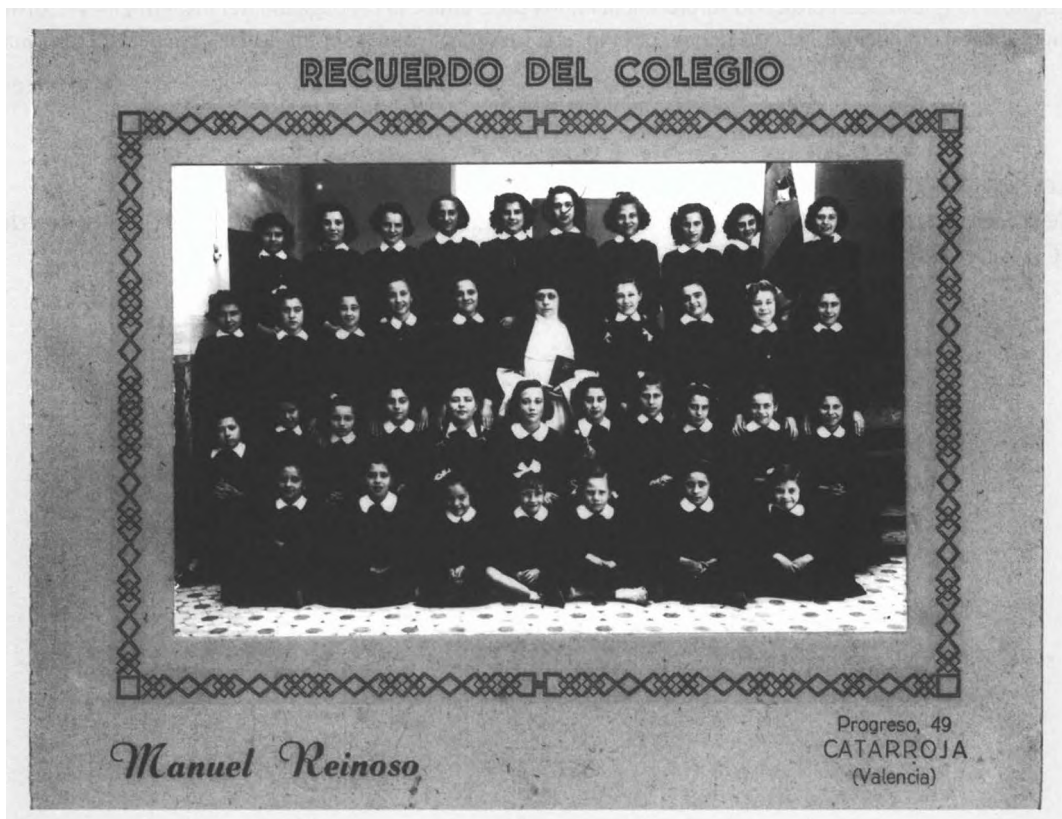 RECUERDO DEL COLEGIO
Manuel Reinoso
Progreso, 49
CATARROJA
(Valencia)